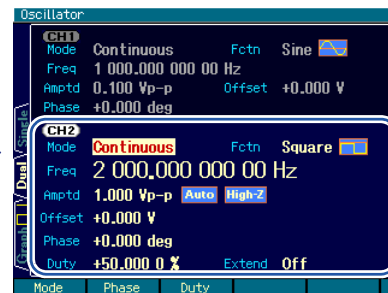 Oscillator
CH1
Mode Continuous Fctn Sine
Freq 1 000.000 000 00 Hz
Amptd 0.100 Vp-p Offset +0.000 V
Phase +0.000 deg
CH2
Mode Continuous Fctn Square
Freq 2 000.000 000 00 Hz
Amptd 1.000 Vp-p Auto High-Z
Offset +0.000 V
Phase +0.000 deg
Duty +50.000 0 % Extend Off
Single
Dual
Graph
Mode Phase Duty